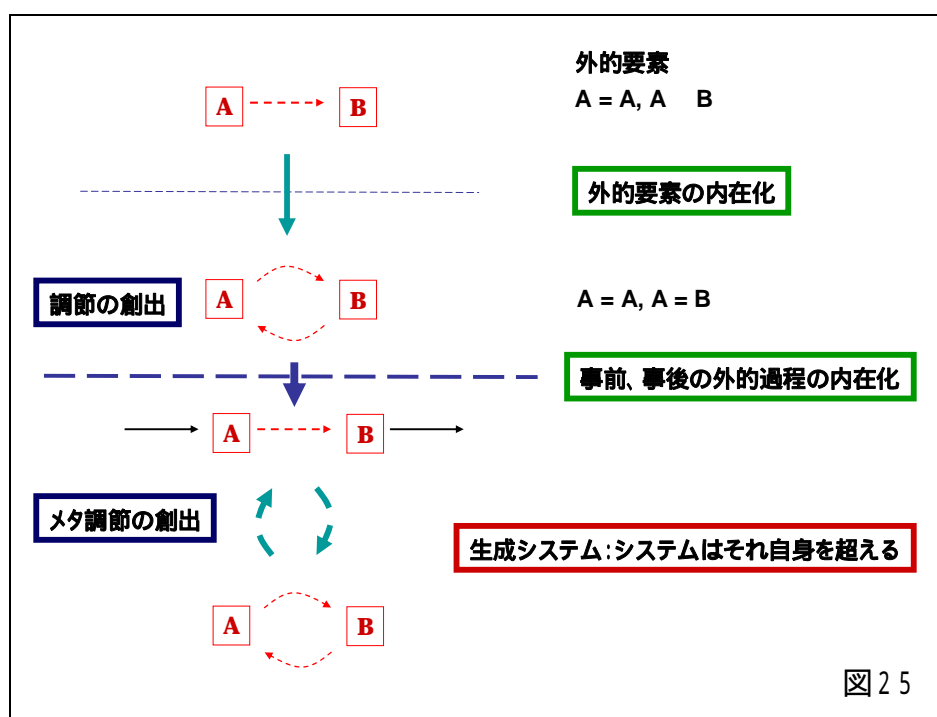 外的要素
A B
A = A, A B
外的要素の内在化
調節の創出
A B
A = A, A = B
事前、事後の外的過程の内在化
A B
メタ調節の創出
生成システム:システムはそれ自身を超える
A B
図25